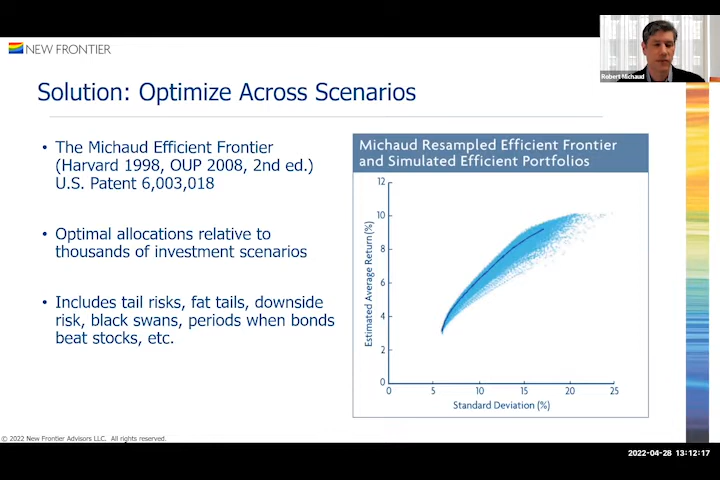 NEW FRONTIER
Robert Michaud
Solution: Optimize Across Scenarios
• The Michaud Efficient Frontier
(Harvard 1998, OUP 2008, 2nd ed.)
U.S. Patent 6,003,018
• Optimal allocations relative to
thousands of investment scenarios
• Includes tail risks, fat tails, downside
risk, black swans, periods when bonds
beat stocks, etc.
Michaud Resampled Efficient Frontier
and Simulated Efficient Portfolios
Estimated Average Return (%)
12
10
8
6
4
2
0
0 5 10 15 20 25
Standard Deviation (%)
© 2022 New Frontier Advisors LLC. All rights reserved.
2022-04-28 13:12:17